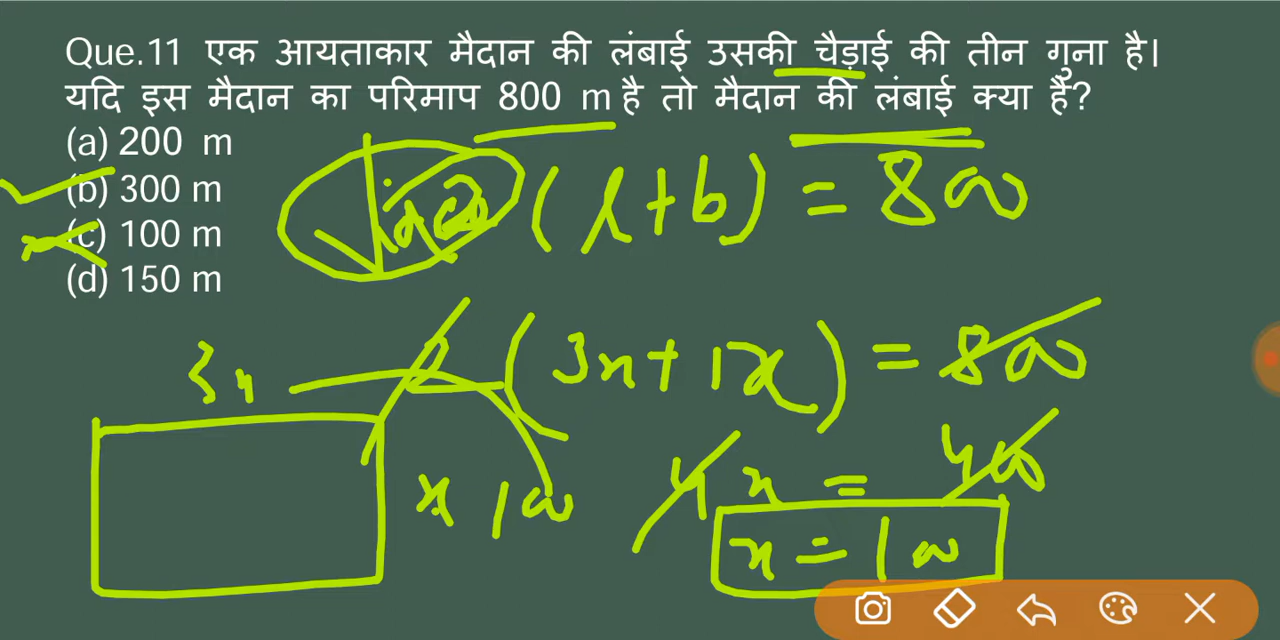 Que.11 एक आयताकार मैदान की लंबाई उसकी चैड़ाई की तीन गुना है।
यदि इस मैदान का परिमाप 800 m है तो मैदान की लंबाई क्या है?
(a) 200 m
(b) 300 m
(c) 100 m
(d) 150 m
(l+b) = 800
3x
2(3x+1x) = 800
x 100
4x = 400
x = 100